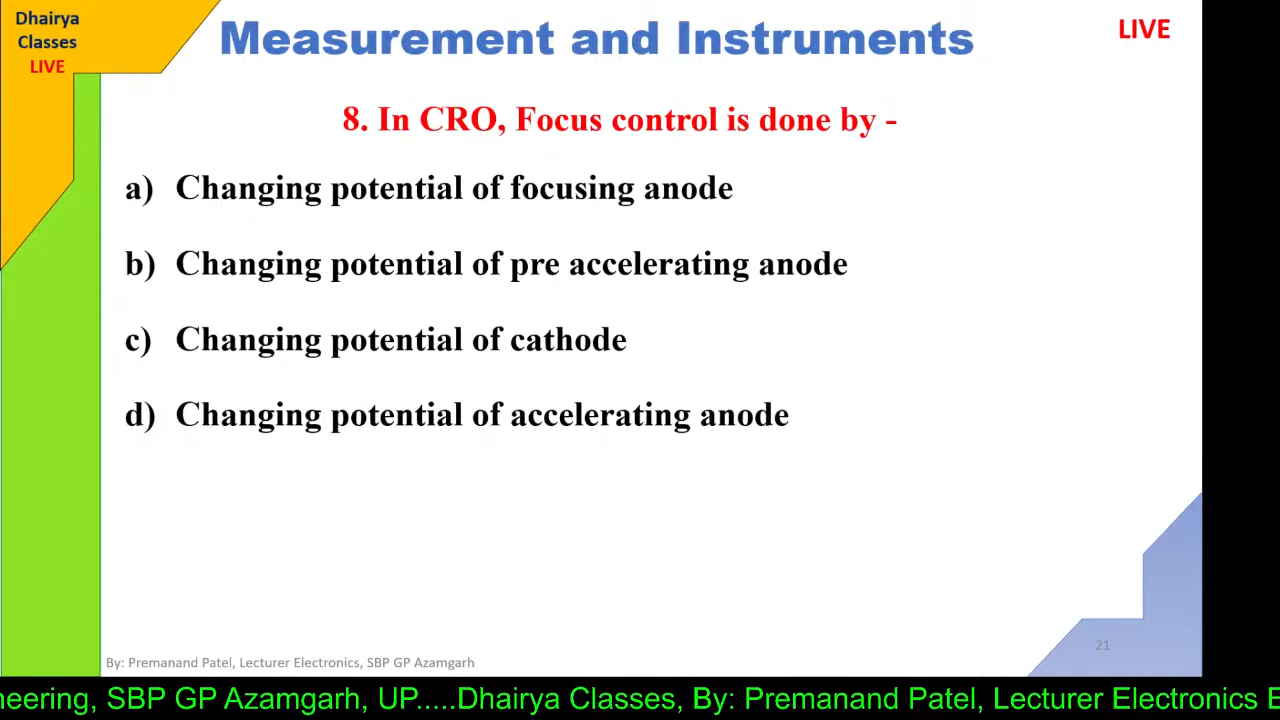 Dhairya
Classes
LIVE
Measurement and Instruments
LIVE
8. In CRO, Focus control is done by -
a) Changing potential of focusing anode
b) Changing potential of pre accelerating anode
c) Changing potential of cathode
d) Changing potential of accelerating anode
By: Premanand Patel, Lecturer Electronics, SBP GP Azamgarh
21
neering, SBP GP Azamgarh, UP.....Dhairya Classes, By: Premanand Patel, Lecturer Electronics E